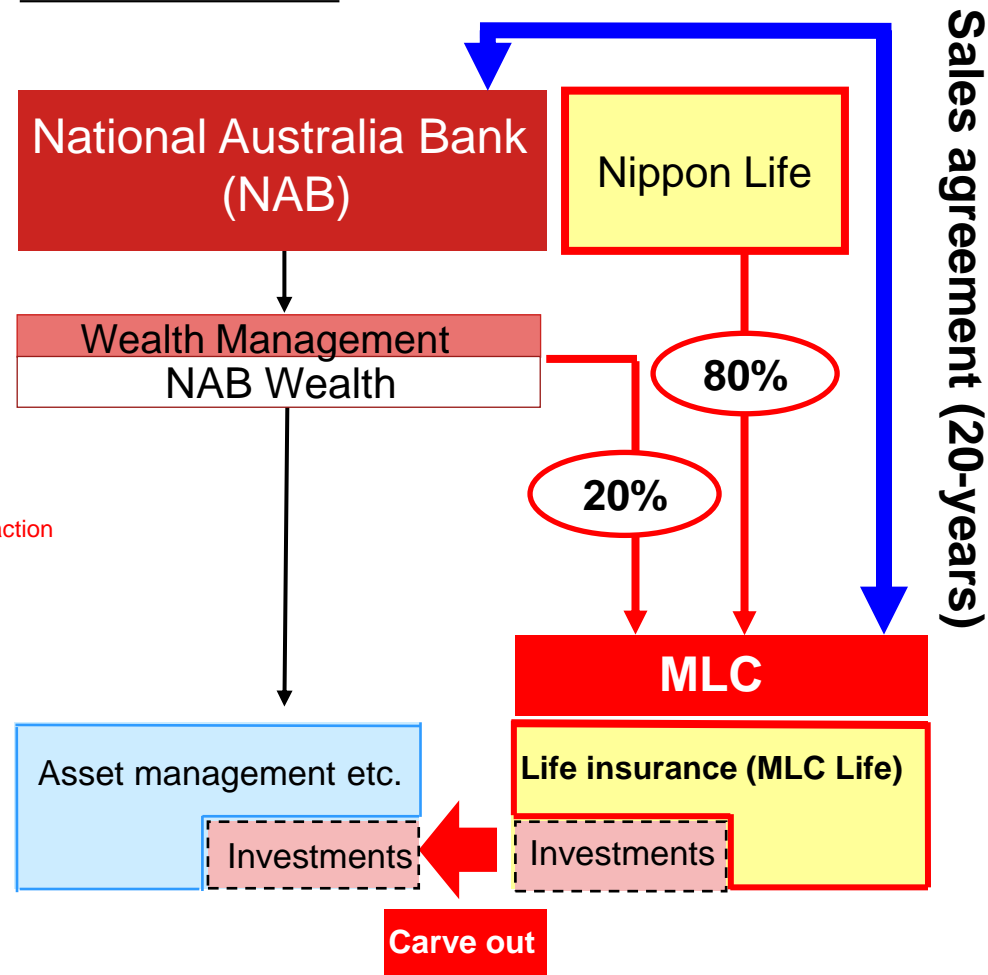 National Australia Bank
(NAB)
Nippon Life
Sales agreement (20-years)
Wealth Management
NAB Wealth
80%
20%
action
MLC
Asset management etc.
Life insurance (MLC Life)
Investments
Investments
Carve out